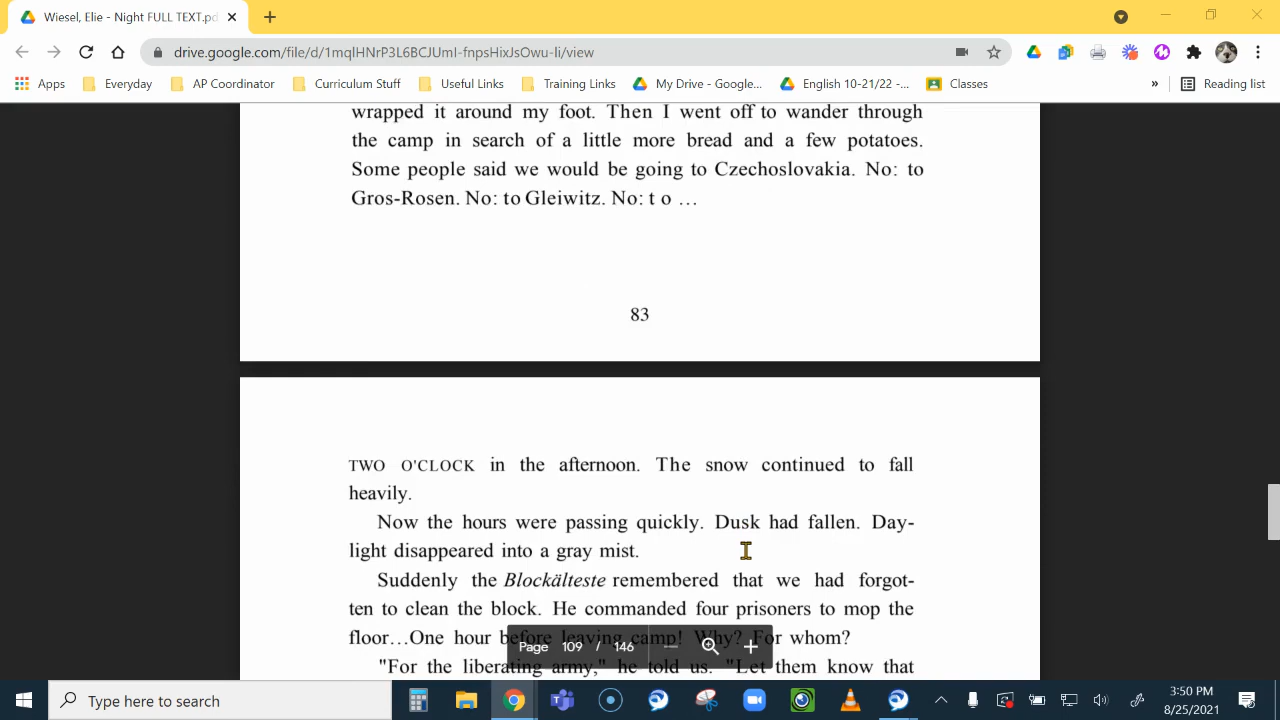 Wiesel, Elie - Night FULL TEXT.pd
drive.google.com/file/d/1mqlHNrP3L6BCJUmI-fnpsHixJsOwu-li/view
Apps Everyday AP Coordinator Curriculum Stuff Useful Links Training Links My Drive - Google... English 10-21/22 -... Classes » Reading list
wrapped it around my foot. Then I went off to wander through
the camp in search of a little more bread and a few potatoes.
Some people said we would be going to Czechoslovakia. No: to
Gros-Rosen. No: to Gleiwitz. No: t o ...
83
TWO O'CLOCK in the afternoon. The snow continued to fall
heavily.
Now the hours were passing quickly. Dusk had fallen. Day-
light disappeared into a gray mist.
Suddenly the Blockälteste remembered that we had forgot-
ten to clean the block. He commanded four prisoners to mop the
floor...One hour before leaving camp! Why? For whom?
Page 109 / 146
"For the liberating army," he told us. "Let them know that
Type here to search
3:50 PM
8/25/2021